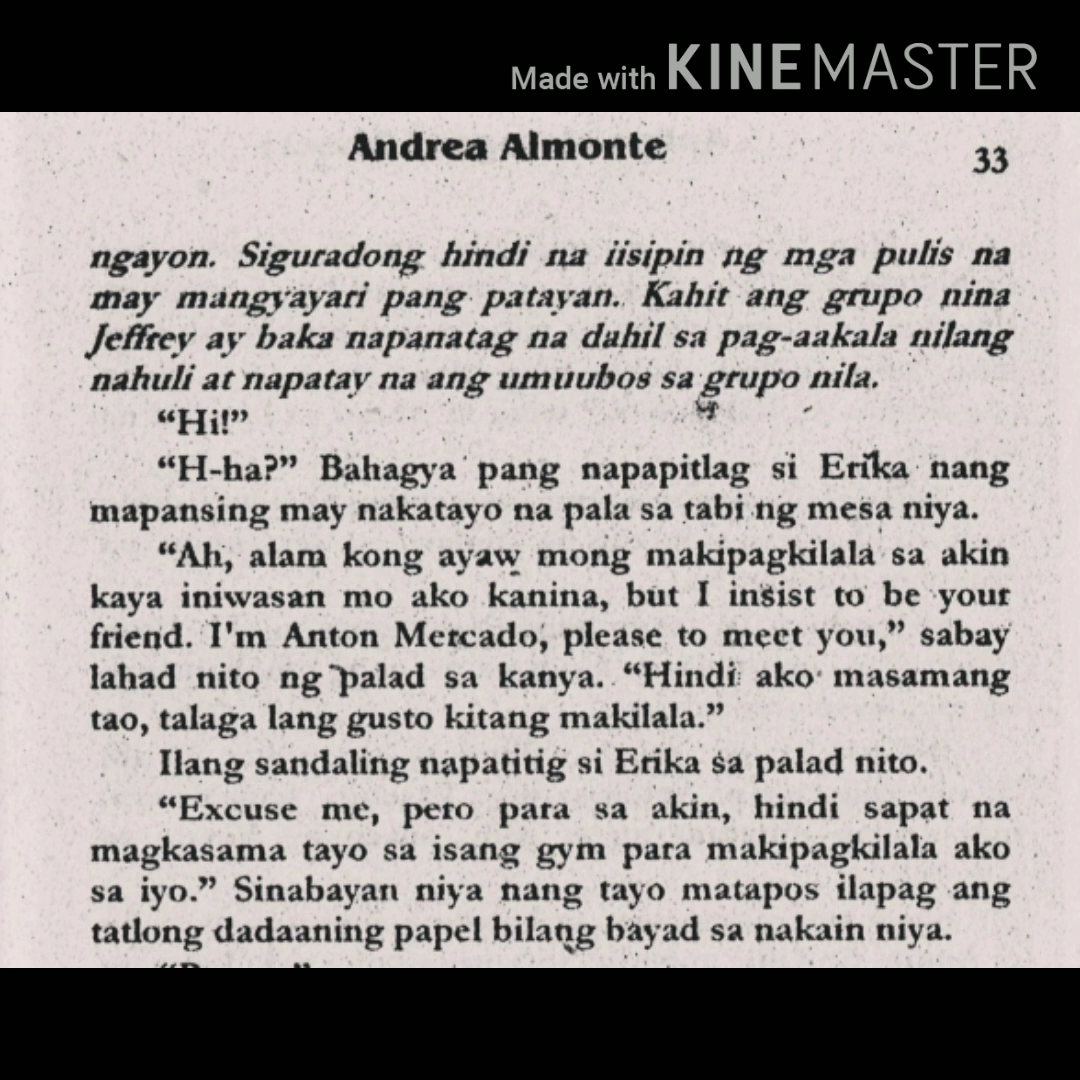 Made with KINEMASTER
Andrea Almonte
33
ngayon. Siguradong hindi na iisipin ng mga pulis na
may mangyayari pang patayan. Kahit ang grupo nina
Jeffrey ay baka napanatag na dahil sa pag-aakala nilang
nahuli at napatay na ang umuubos sa grupo nila.
“Hi!”
“H-ha?” Bahagya pang napapitlag si Erika nang
mapansing may nakatayo na pala sa tabi ng mesa niya.
“Ah, alam kong ayaw mong makipagkilala sa akin
kaya iniwasan mo ako kanina, but I insist to be your
friend. I'm Anton Mercado, please to meet you,” sabay
lahad nito ng palad sa kanya. “Hindi ako masamang
tao, talaga lang gusto kitang makilala.”
Ilang sandaling napatitig si Erika sa palad nito.
“Excuse me, pero para sa akin, hindi sapat na
magkasama tayo sa isang gym para makipagkilala ako
sa iyo.” Sinabayan niya nang tayo matapos ilapag ang
tatlong dadaaning papel bilang bayad sa nakain niya.